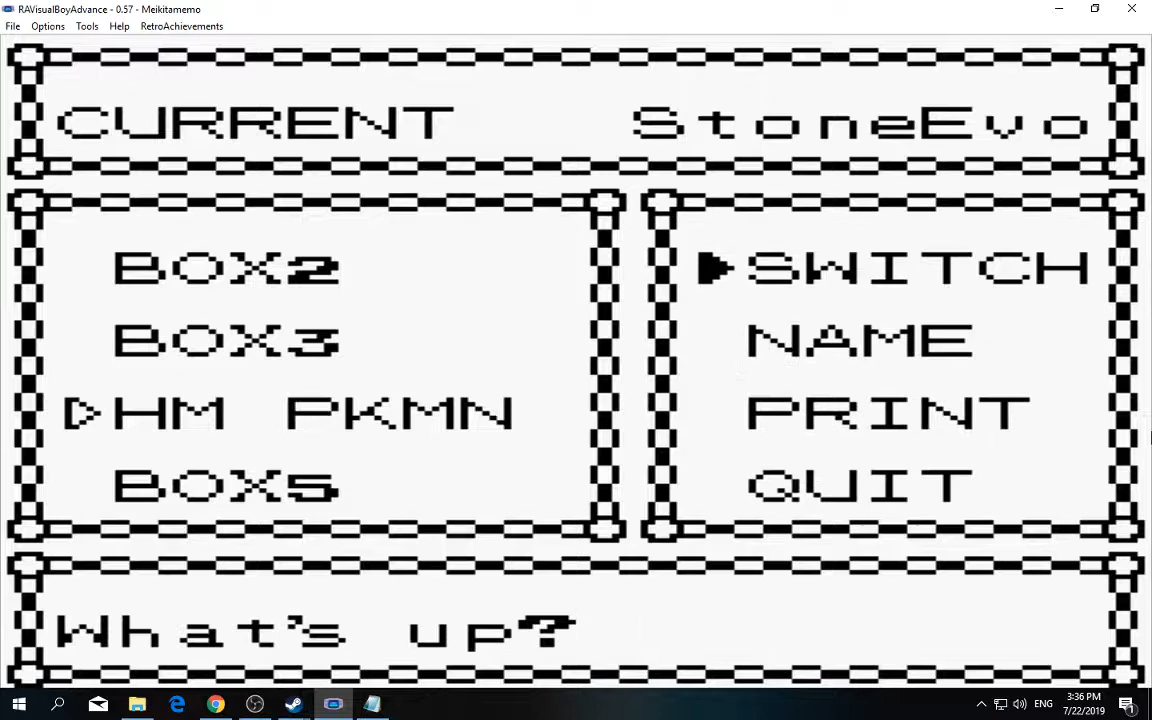 RAVisualBoyAdvance - 0.57 - Meikitamemo
File Options Tools Help RetroAchievements
CURRENT StoneEvo
BOX2
BOX3
HM PKMN
BOX5
SWITCH
NAME
PRINT
QUIT
What's up?
ENG
3:36 PM
7/22/2019
1